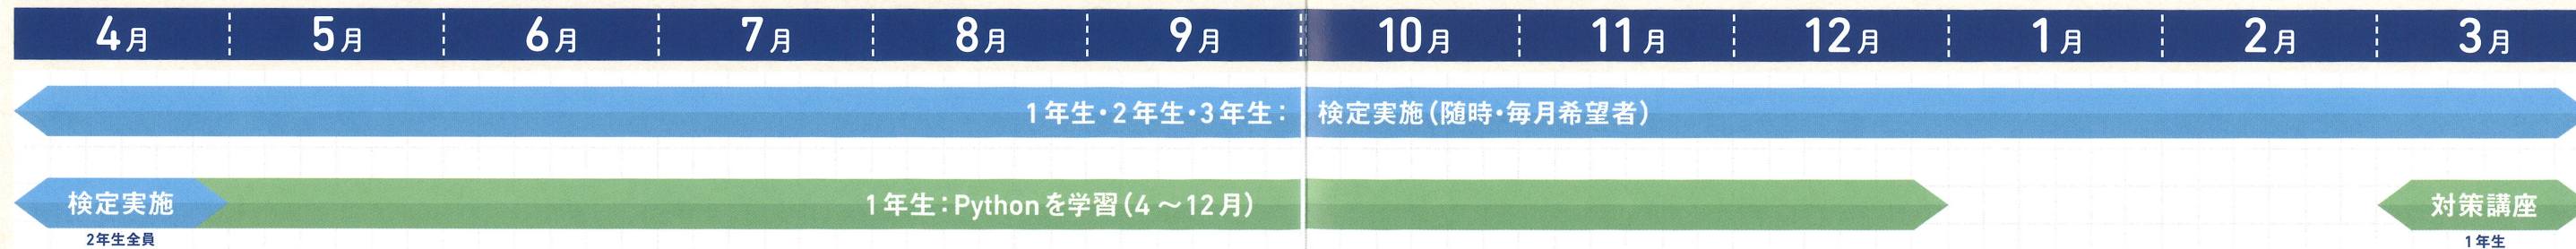 4月 5月 6月 7月 8月 9月 10月 11月 12月 1月 2月 3月
1年生・2年生・3年生： 検定実施（随時・毎月希望者）
検定実施 1年生：Pythonを学習（4～12月） 対策講座
2年生全員 1年生